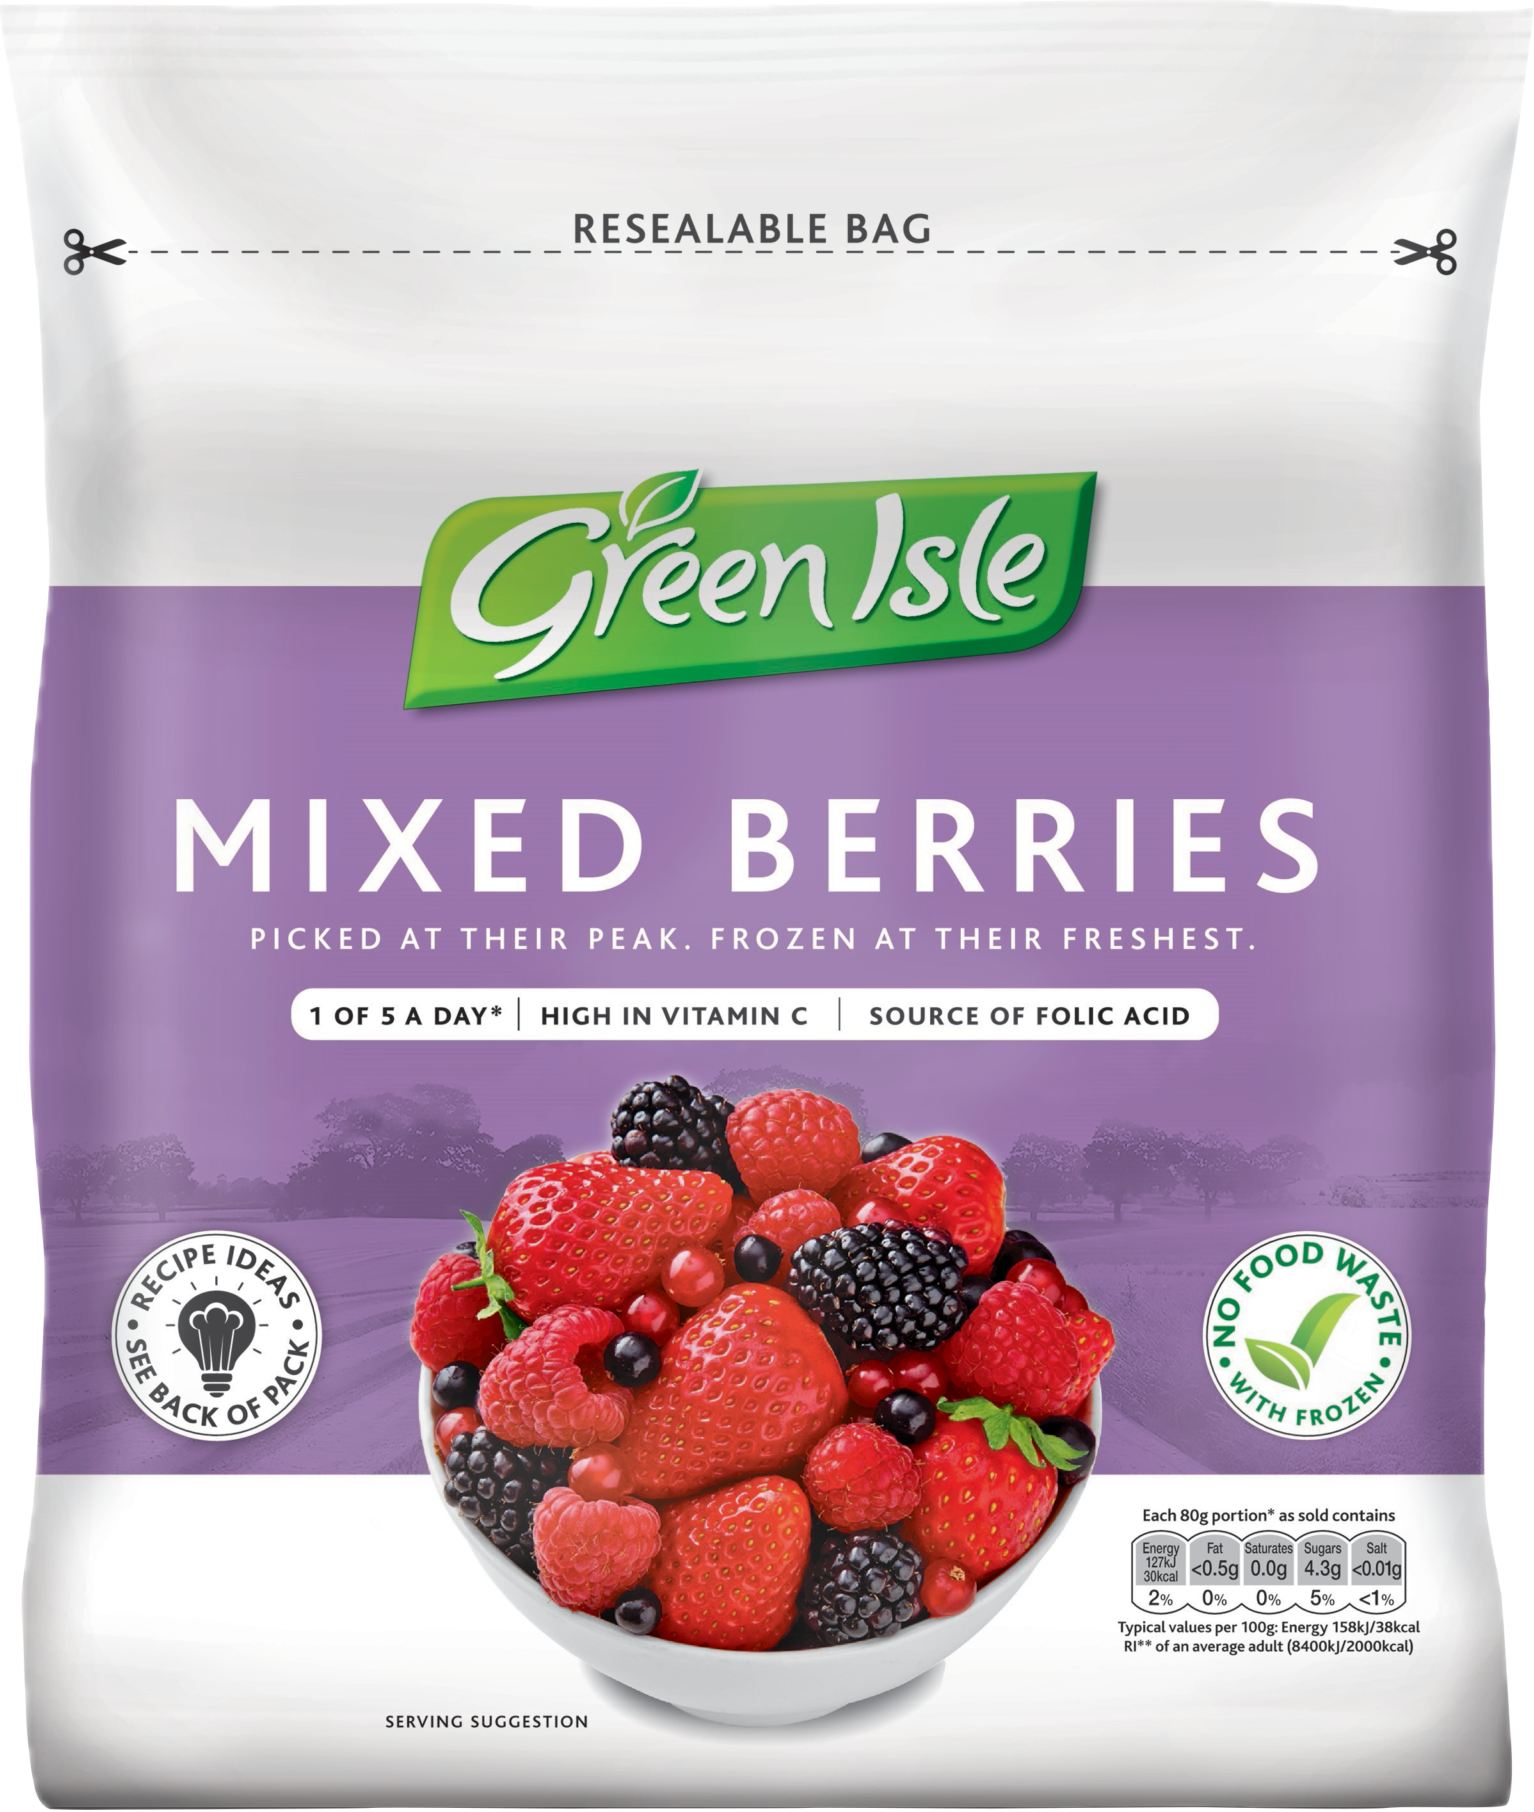 RESEALABLE BAG
Green Isle
MIXED BERRIES
PICKED AT THEIR PEAK. FROZEN AT THEIR FRESHEST.
1 OF 5 A DAY* | HIGH IN VITAMIN C | SOURCE OF FOLIC ACID
• RECIPE IDEAS •
SEE BACK OF PACK
• NO FOOD WASTE •
WITH FROZEN
Each 80g portion* as sold contains
Energy Fat Saturates Sugars Salt
127kJ
30kcal <0.5g 0.0g 4.3g <0.01g
2% 0% 0% 5% <1%
Typical values per 100g: Energy 158kJ/38kcal
RI** of an average adult (8400kJ/2000kcal)
SERVING SUGGESTION